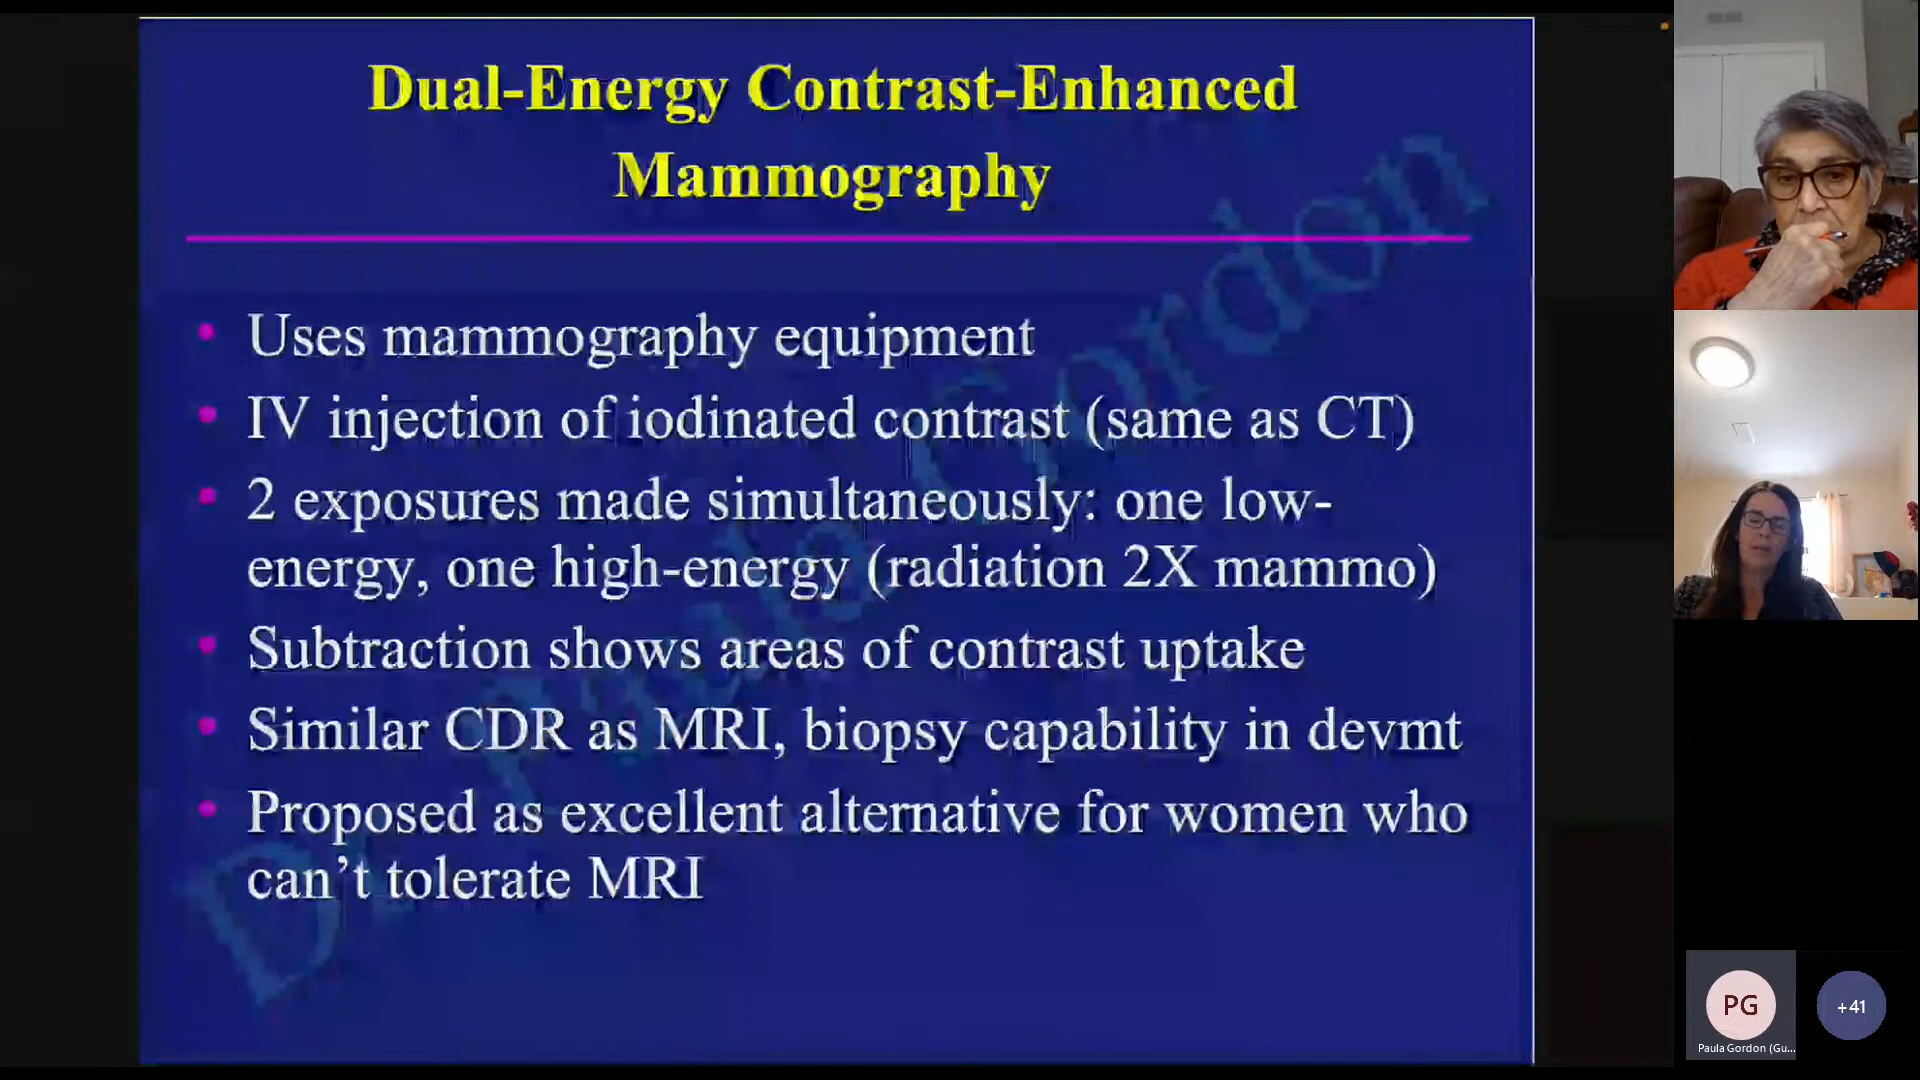 Dual-Energy Contrast-Enhanced
Mammography
• Uses mammography equipment
• IV injection of iodinated contrast (same as CT)
• 2 exposures made simultaneously: one low-
energy, one high-energy (radiation 2X mammo)
• Subtraction shows areas of contrast uptake
• Similar CDR as MRI, biopsy capability in devmt
• Proposed as excellent alternative for women who
can’t tolerate MRI
Dr. Paula Gordon
PG
Paula Gordon (Gu...
+41